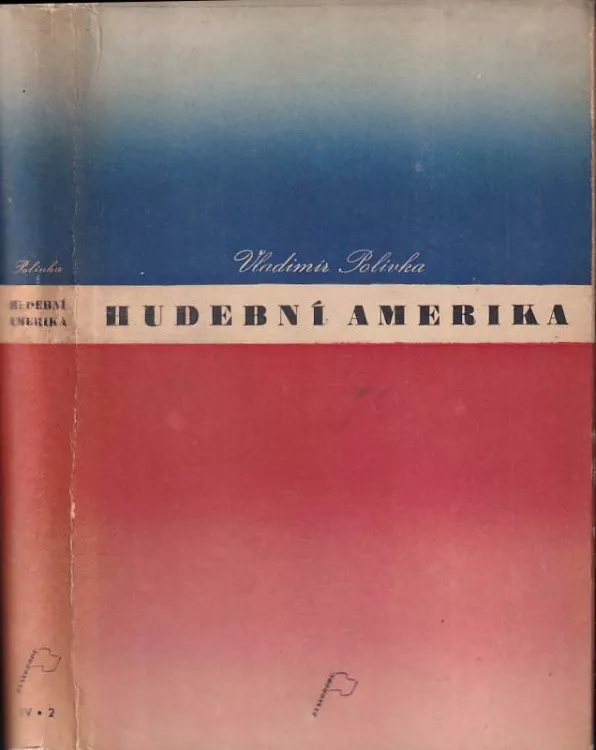 Polívka
HUDEBNÍ
AMERIKA
IV • 2
Vladimír Polívka
HUDEBNÍ AMERIKA